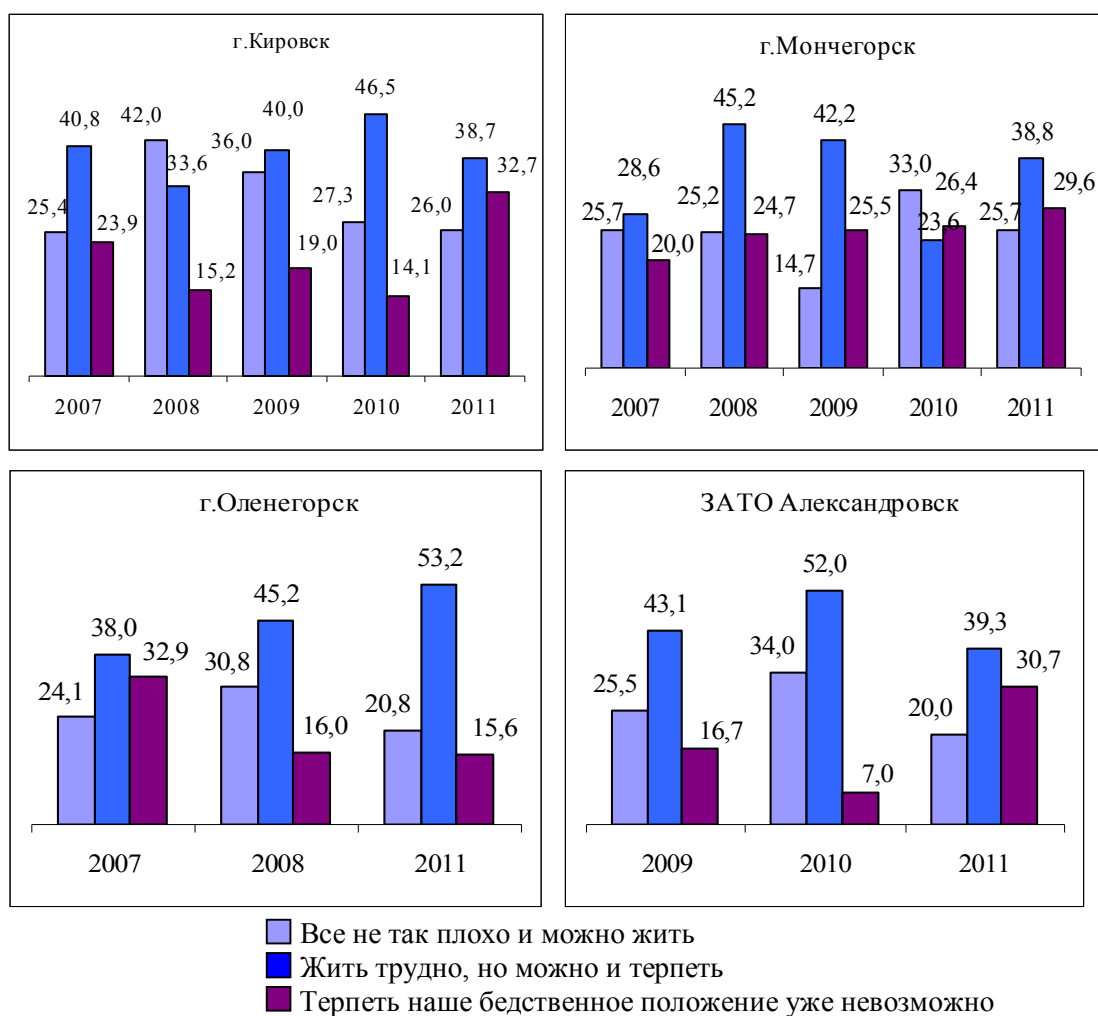 г.Кировск
25,4 40,8 23,9 42,0 33,6 15,2 36,0 40,0 19,0 27,3 46,5 14,1 26,0 38,7 32,7
2007 2008 2009 2010 2011
г.Мончегорск
25,7 28,6 20,0 25,2 45,2 24,7 14,7 42,2 25,5 33,0 23,6 26,4 25,7 38,8 29,6
2007 2008 2009 2010 2011
г.Оленегорск
24,1 38,0 32,9 30,8 45,2 16,0 20,8 53,2 15,6
2007 2008 2011
ЗАТО Александровск
25,5 43,1 16,7 34,0 52,0 7,0 20,0 39,3 30,7
2009 2010 2011
Все не так плохо и можно жить
Жить трудно, но можно и терпеть
Терпеть наше бедственное положение уже невозможно